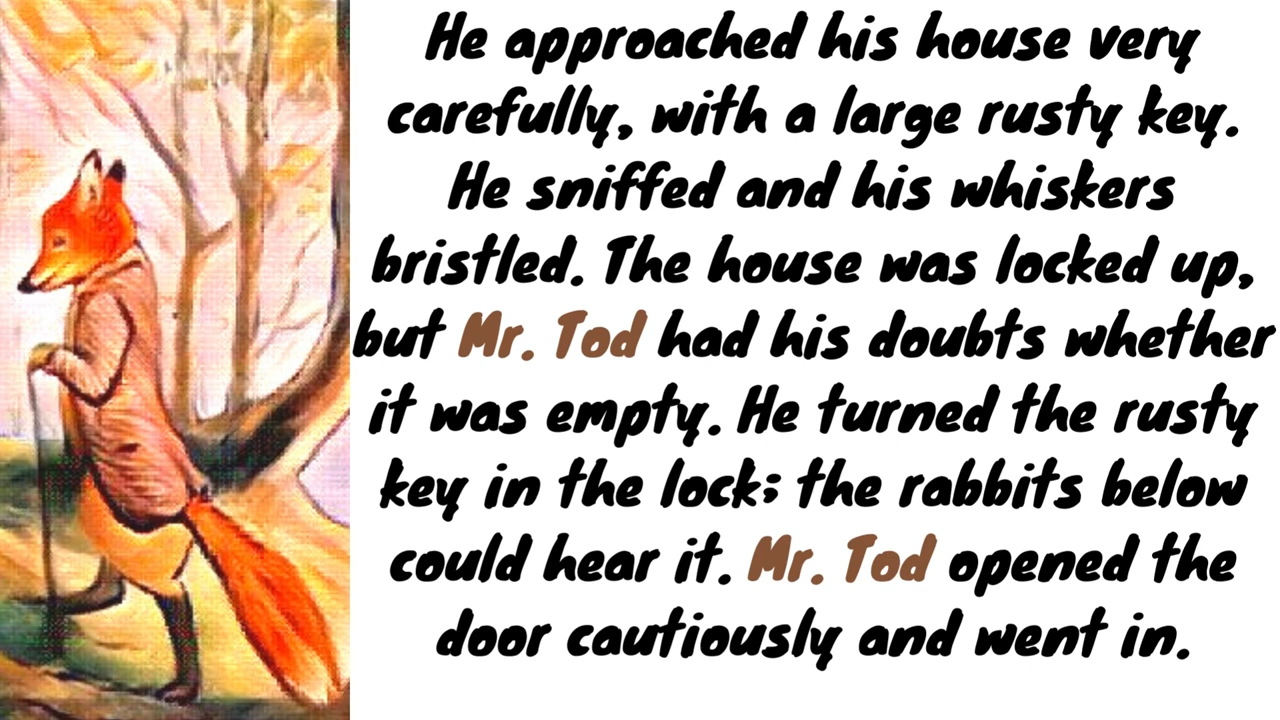 He approached his house very
carefully, with a large rusty key.
He sniffed and his whiskers
bristled. The house was locked up,
but Mr. Tod had his doubts whether
it was empty. He turned the rusty
key in the lock; the rabbits below
could hear it. Mr. Tod opened the
door cautiously and went in.